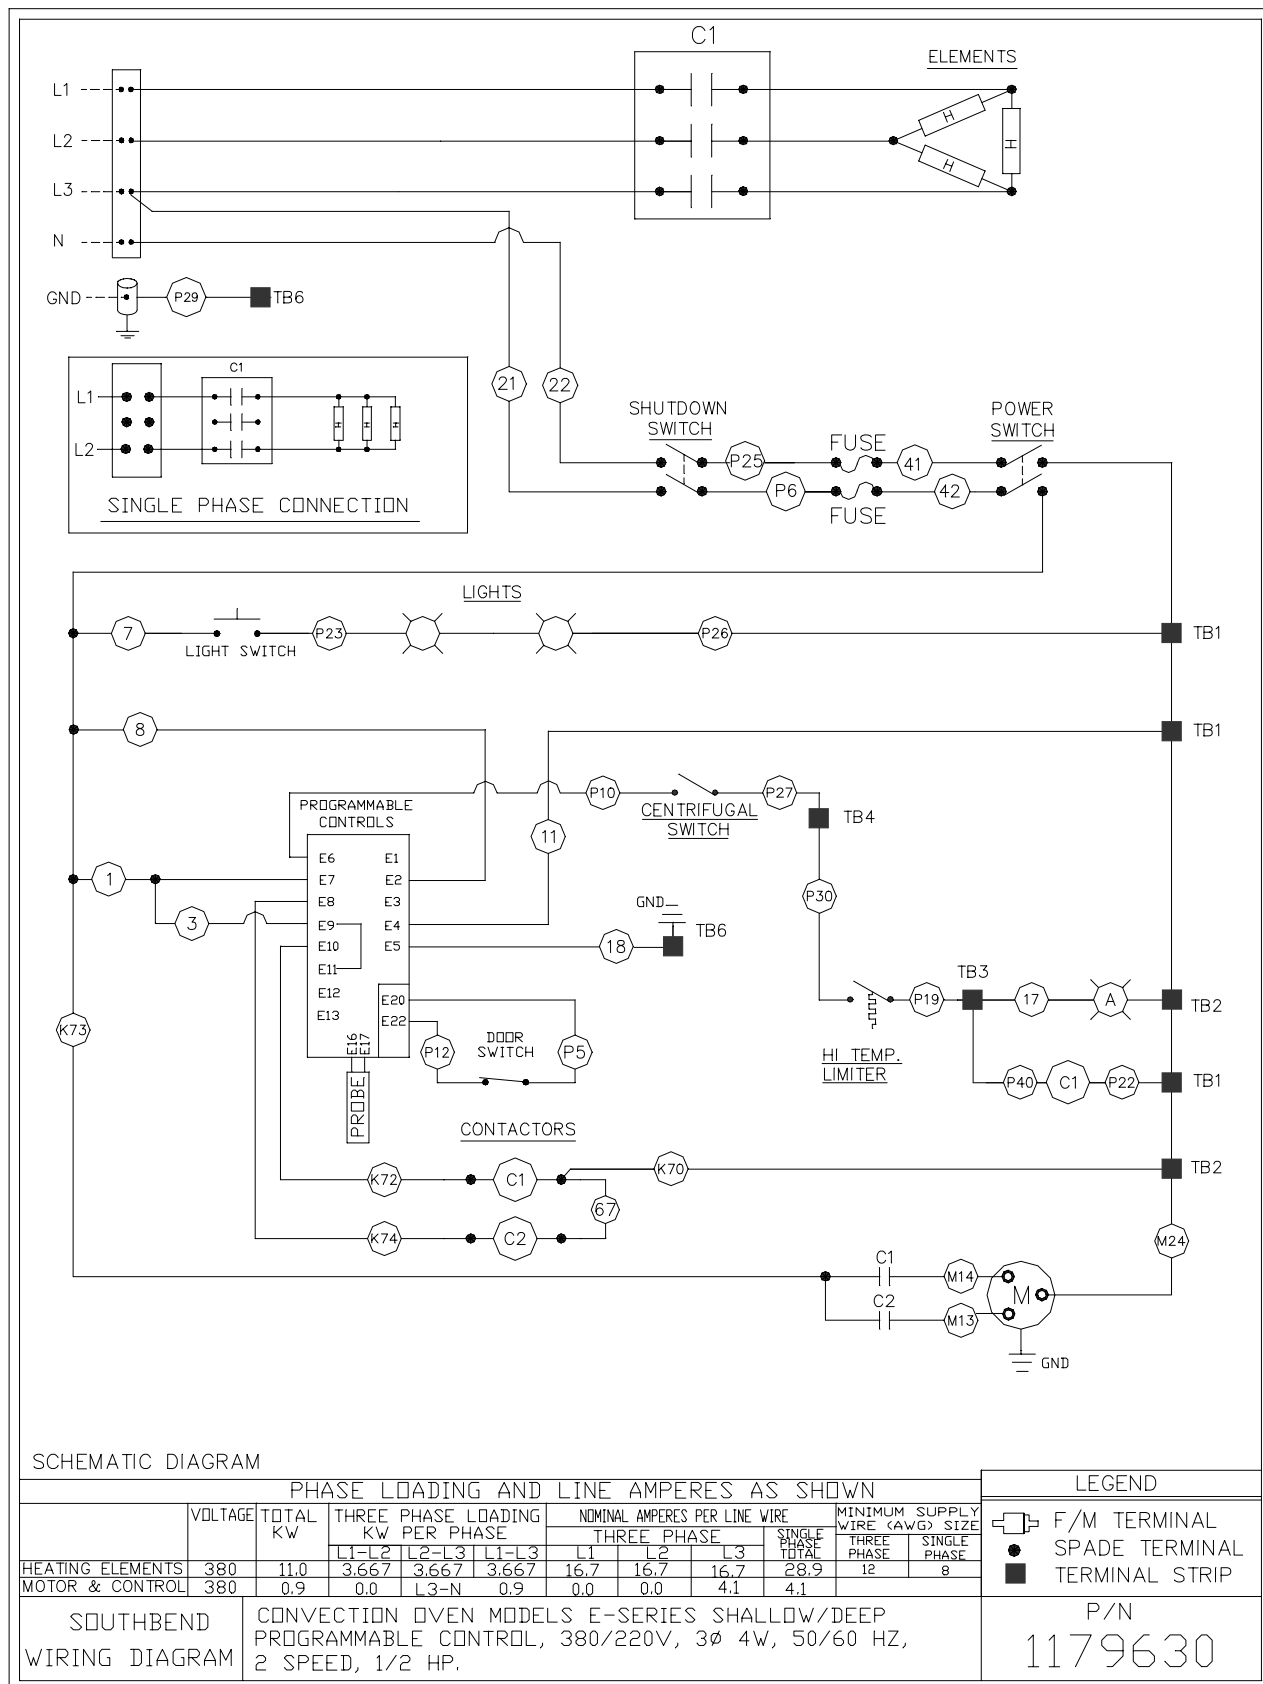 C1
ELEMENTS
L1
H
L2
H
H
L3
N
GND
P29
TB6
C1
L1
H
H
H
L2
SINGLE PHASE CONNECTION
21
22
SHUTDOWN
SWITCH
POWER
SWITCH
FUSE
P25
41
P6
42
FUSE
LIGHTS
7
LIGHT SWITCH
P23
P26
TB1
8
TB1
PROGRAMMABLE
CONTROLS
P10
CENTRIFUGAL
SWITCH
P27
TB4
11
E6 E1
1
E7 E2
E8 E3
P30
3
E9 E4
GND
E10 E5
18
TB6
E11
E12
E13
E20
E22
E16
E17
PROBE
K73
P12
DOOR
SWITCH
P5
HI TEMP.
LIMITER
P19
TB3
17
A
TB2
P40
C1
P22
TB1
CONTACTORS
K72
C1
K70
TB2
67
K74
C2
M24
C1
M14
M
C2
M13
GND
SCHEMATIC DIAGRAM
PHASE LOADING AND LINE AMPERES AS SHOWN
VOLTAGE
TOTAL
KW
THREE PHASE LOADING
KW PER PHASE
NOMINAL AMPERES PER LINE WIRE
MINIMUM SUPPLY
WIRE (AWG) SIZE
L1-L2 L2-L3 L1-L3
THREE PHASE
L1 L2 L3
SINGLE
PHASE
TOTAL
THREE
PHASE
SINGLE
PHASE
HEATING ELEMENTS 380 11.0 3.667 3.667 3.667 16.7 16.7 16.7 28.9 12 8
MOTOR & CONTROL 380 0.9 0.0 L3-N 0.9 0.0 0.0 4.1 4.1
LEGEND
F/M TERMINAL
SPADE TERMINAL
TERMINAL STRIP
SOUTHBEND
WIRING DIAGRAM
CONVECTION OVEN MODELS E-SERIES SHALLOW/DEEP
PROGRAMMABLE CONTROL, 380/220V, 3Ø 4W, 50/60 HZ,
2 SPEED, 1/2 HP.
P/N
1179630